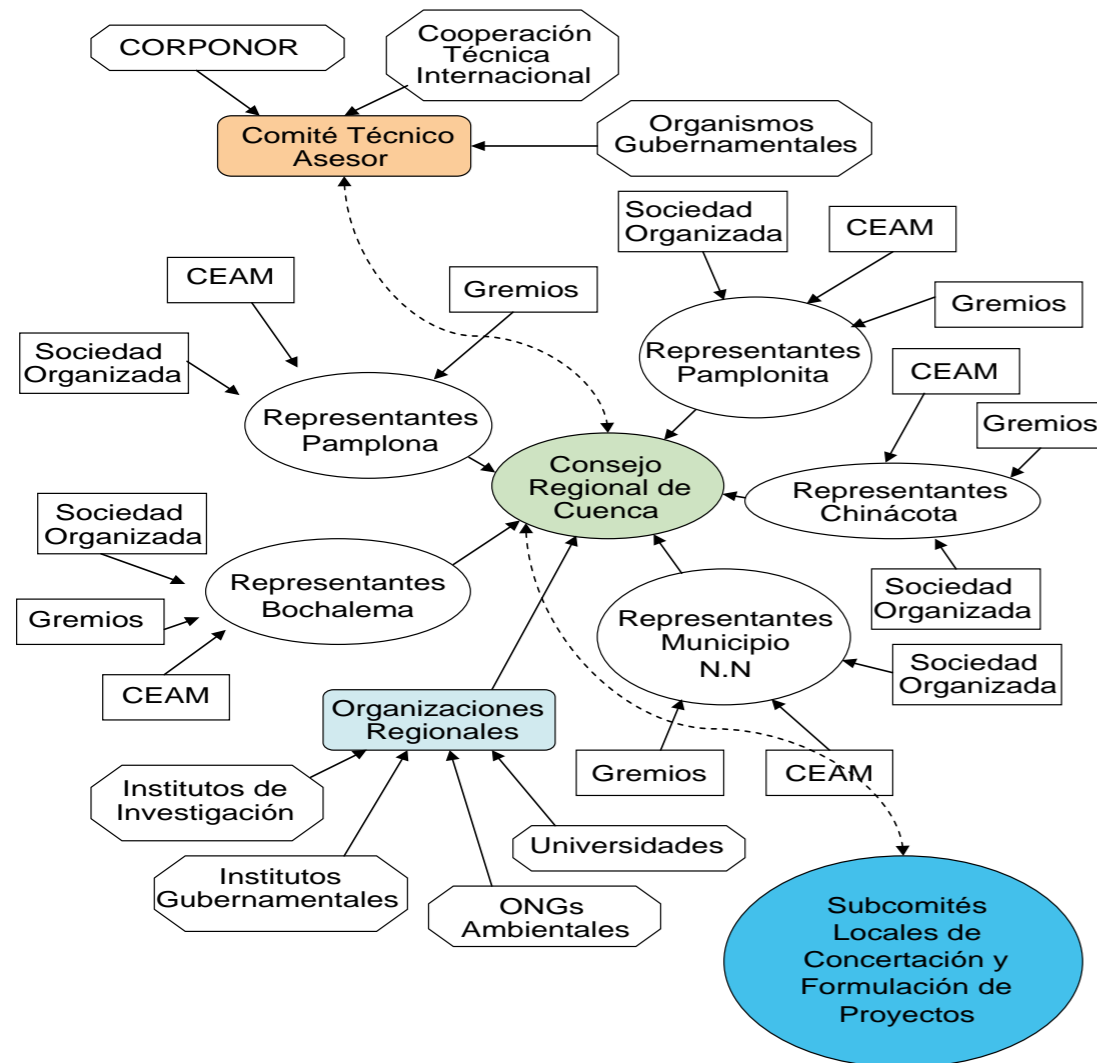 CORPONOR
Cooperación
Técnica
Internacional
Comité Técnico
Asesor
Organismos
Gubernamentales
Sociedad
Organizada
CEAM
Gremios
Representantes
Pamplonita
CEAM
Gremios
Sociedad
Organizada
Representantes
Pamplona
CEAM
Gremios
Representantes
Chinácota
Sociedad
Organizada
Consejo
Regional de
Cuenca
Sociedad
Organizada
Gremios
CEAM
Representantes
Bochalema
Representantes
Municipio
N.N
Sociedad
Organizada
Gremios
CEAM
Organizaciones
Regionales
Institutos de
Investigación
Institutos
Gubernamentales
ONGs
Ambientales
Universidades
Subcomités
Locales de
Concertación y
Formulación de
Proyectos